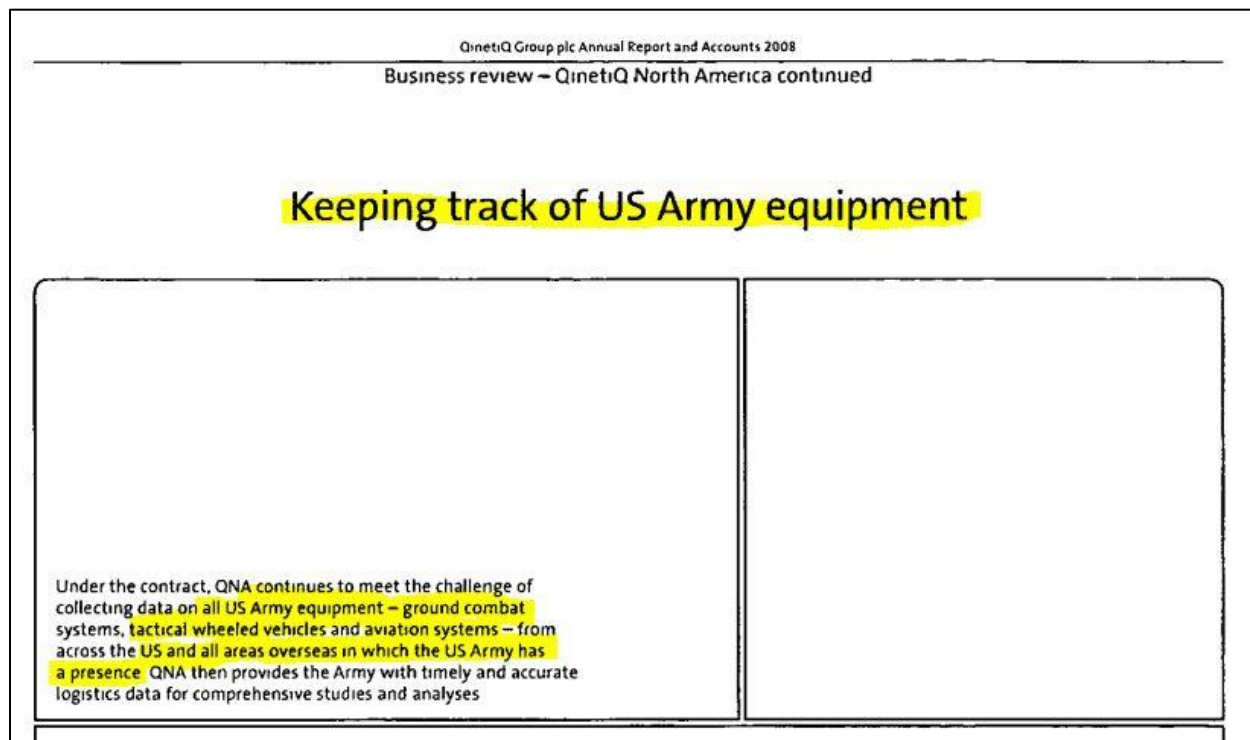 QinetiQ Group plc Annual Report and Accounts 2008
Business review – QinetiQ North America continued
Keeping track of US Army equipment
Under the contract, QNA continues to meet the challenge of
collecting data on all US Army equipment – ground combat
systems, tactical wheeled vehicles and aviation systems – from
across the US and all areas overseas in which the US Army has
a presence QNA then provides the Army with timely and accurate
logistics data for comprehensive studies and analyses